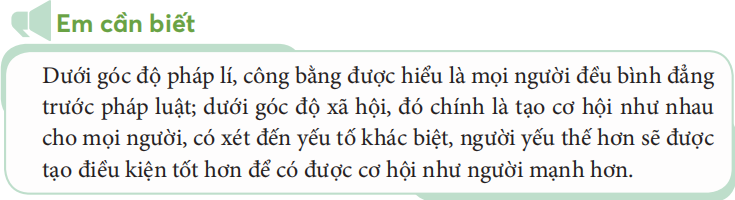 Em cần biết
Dưới góc độ pháp lí, công bằng được hiểu là mọi người đều bình đẳng
trước pháp luật; dưới góc độ xã hội, đó chính là tạo cơ hội như nhau
cho mọi người, có xét đến yếu tố khác biệt, người yếu thế hơn sẽ được
tạo điều kiện tốt hơn để có được cơ hội như người mạnh hơn.